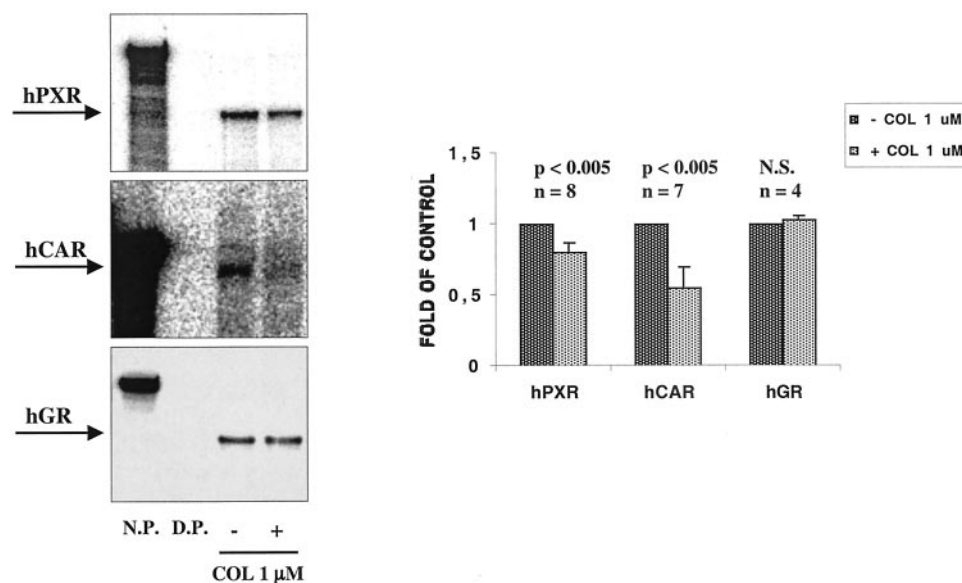 hPXR
hCAR
hGR
N.P. D.P. - +
COL 1 μM
- COL 1 uM
+ COL 1 uM
FOLD OF CONTROL
1,5
1
0,5
0
p < 0.005
n = 8
p < 0.005
n = 7
N.S.
n = 4
hPXR hCAR hGR